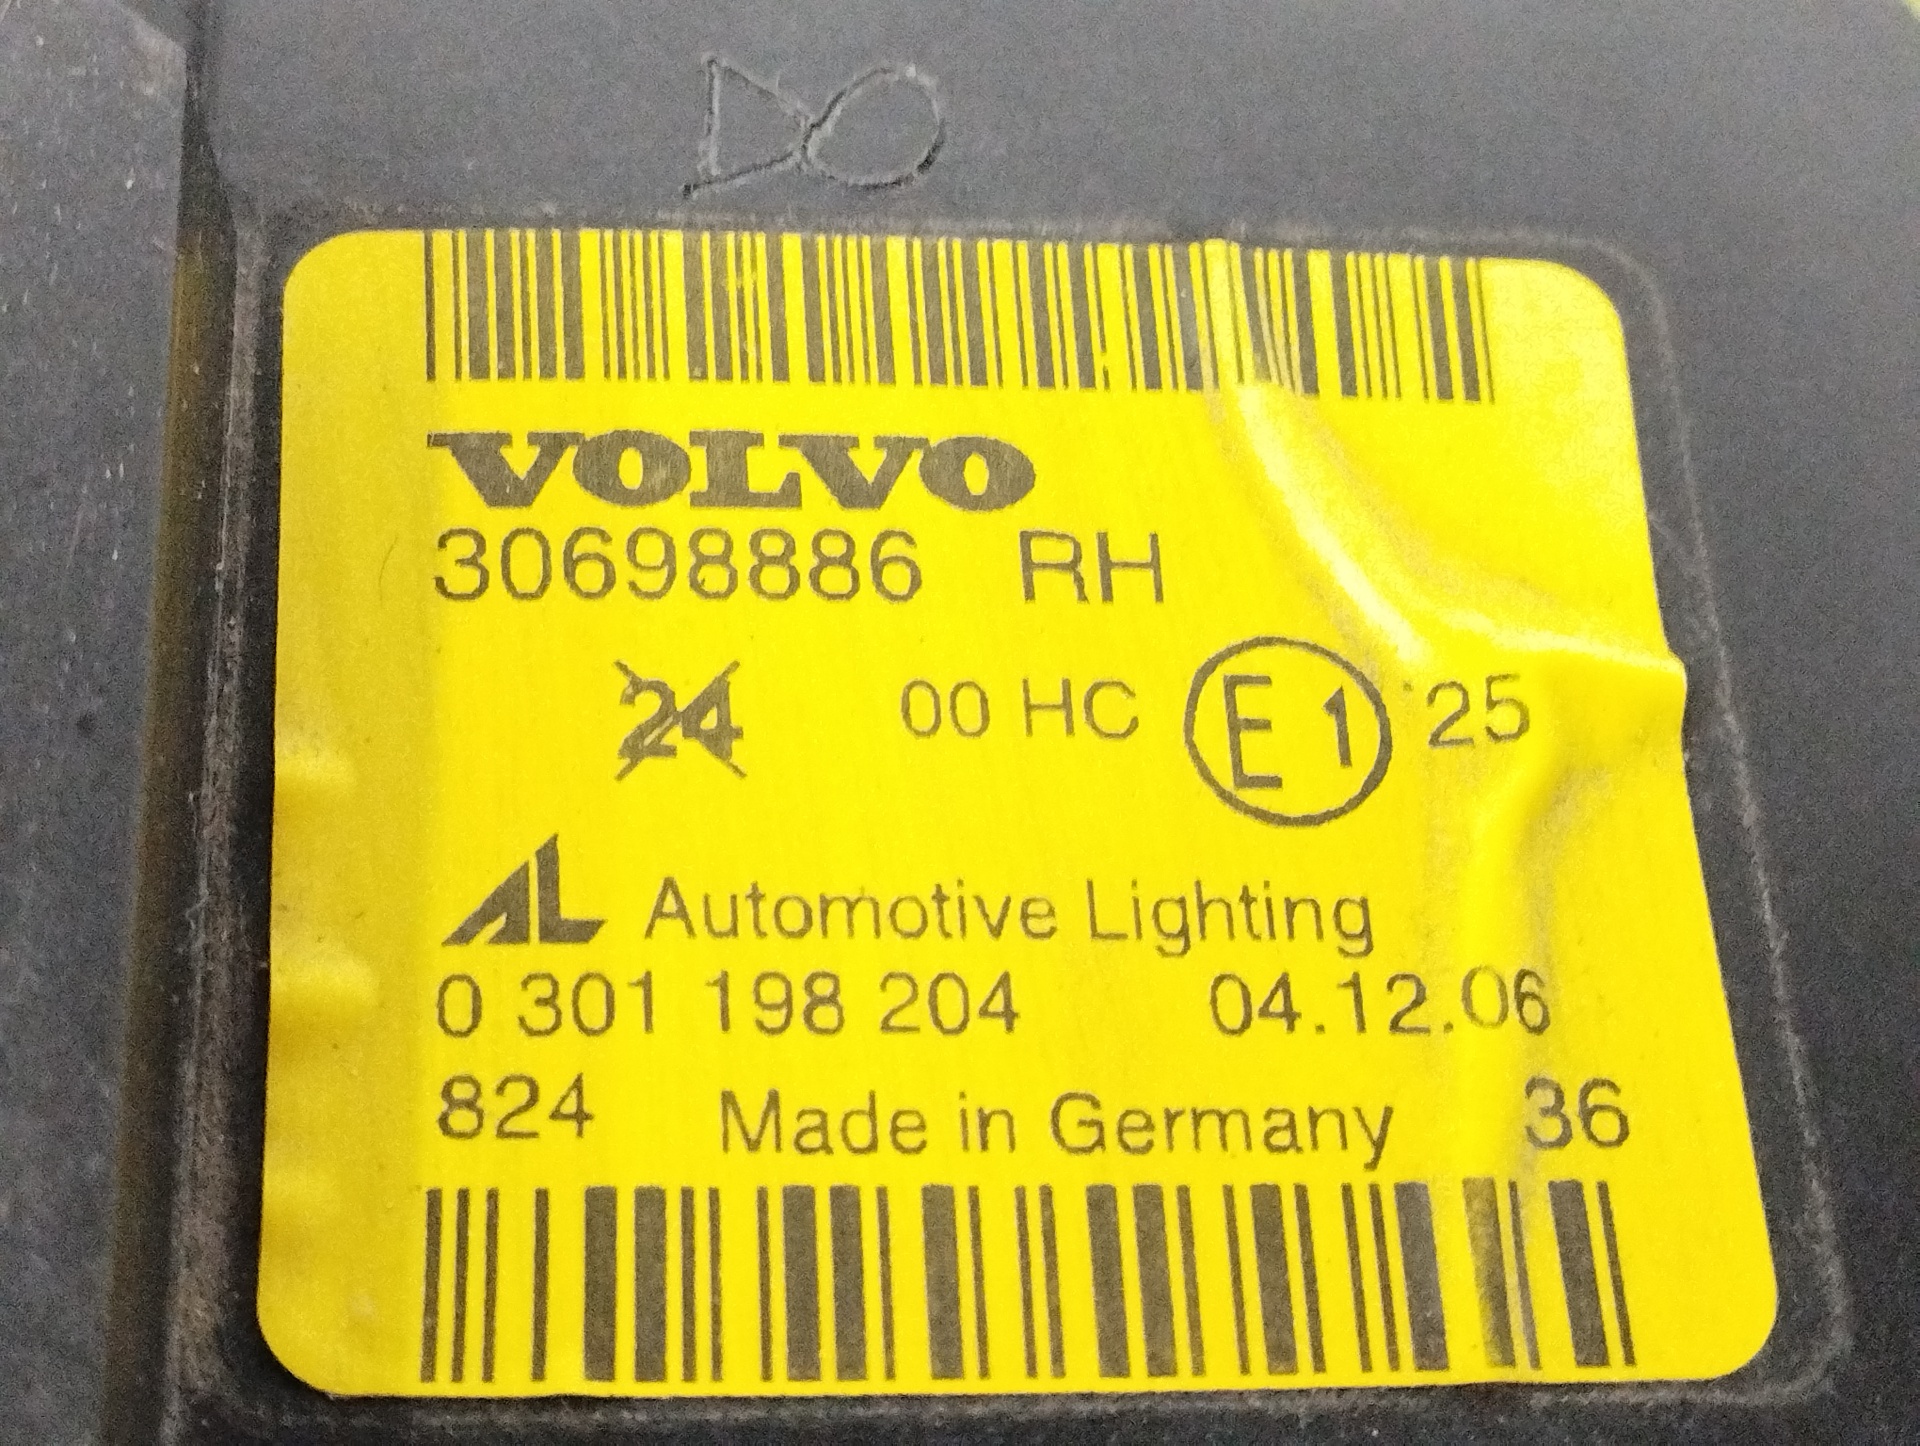 VOLVO
30698886 RH
24 00 HC E1 25
AL Automotive Lighting
0 301 198 204 04.12.06
824 Made in Germany 36